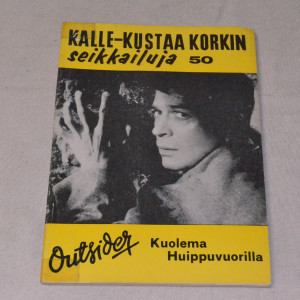 KALLE-KUSTAA KORKIN
seikkailuja 50
Outsider
Kuolema
Huippuvuorilla